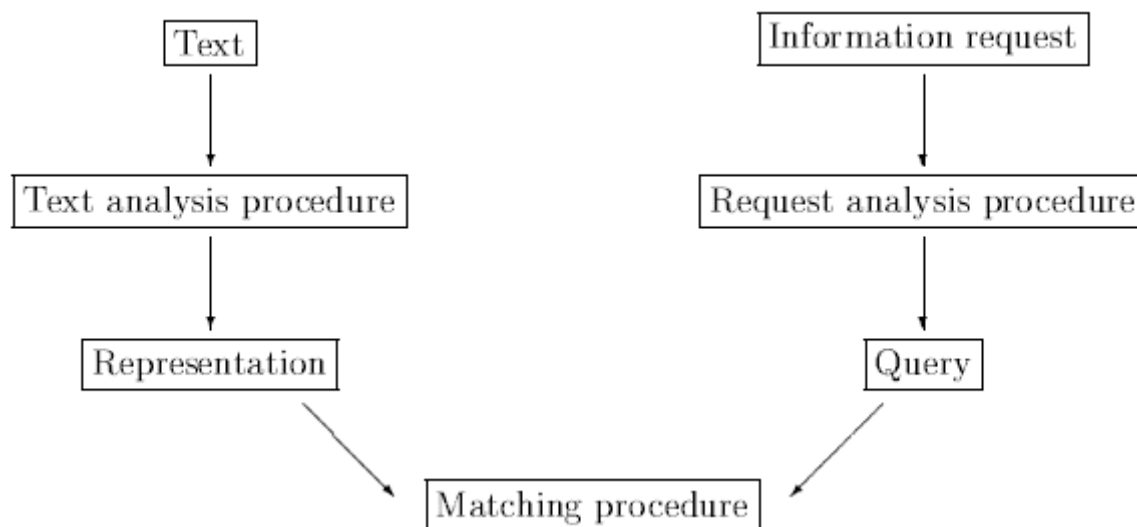 Text
Information request
Text analysis procedure
Request analysis procedure
Representation
Query
Matching procedure